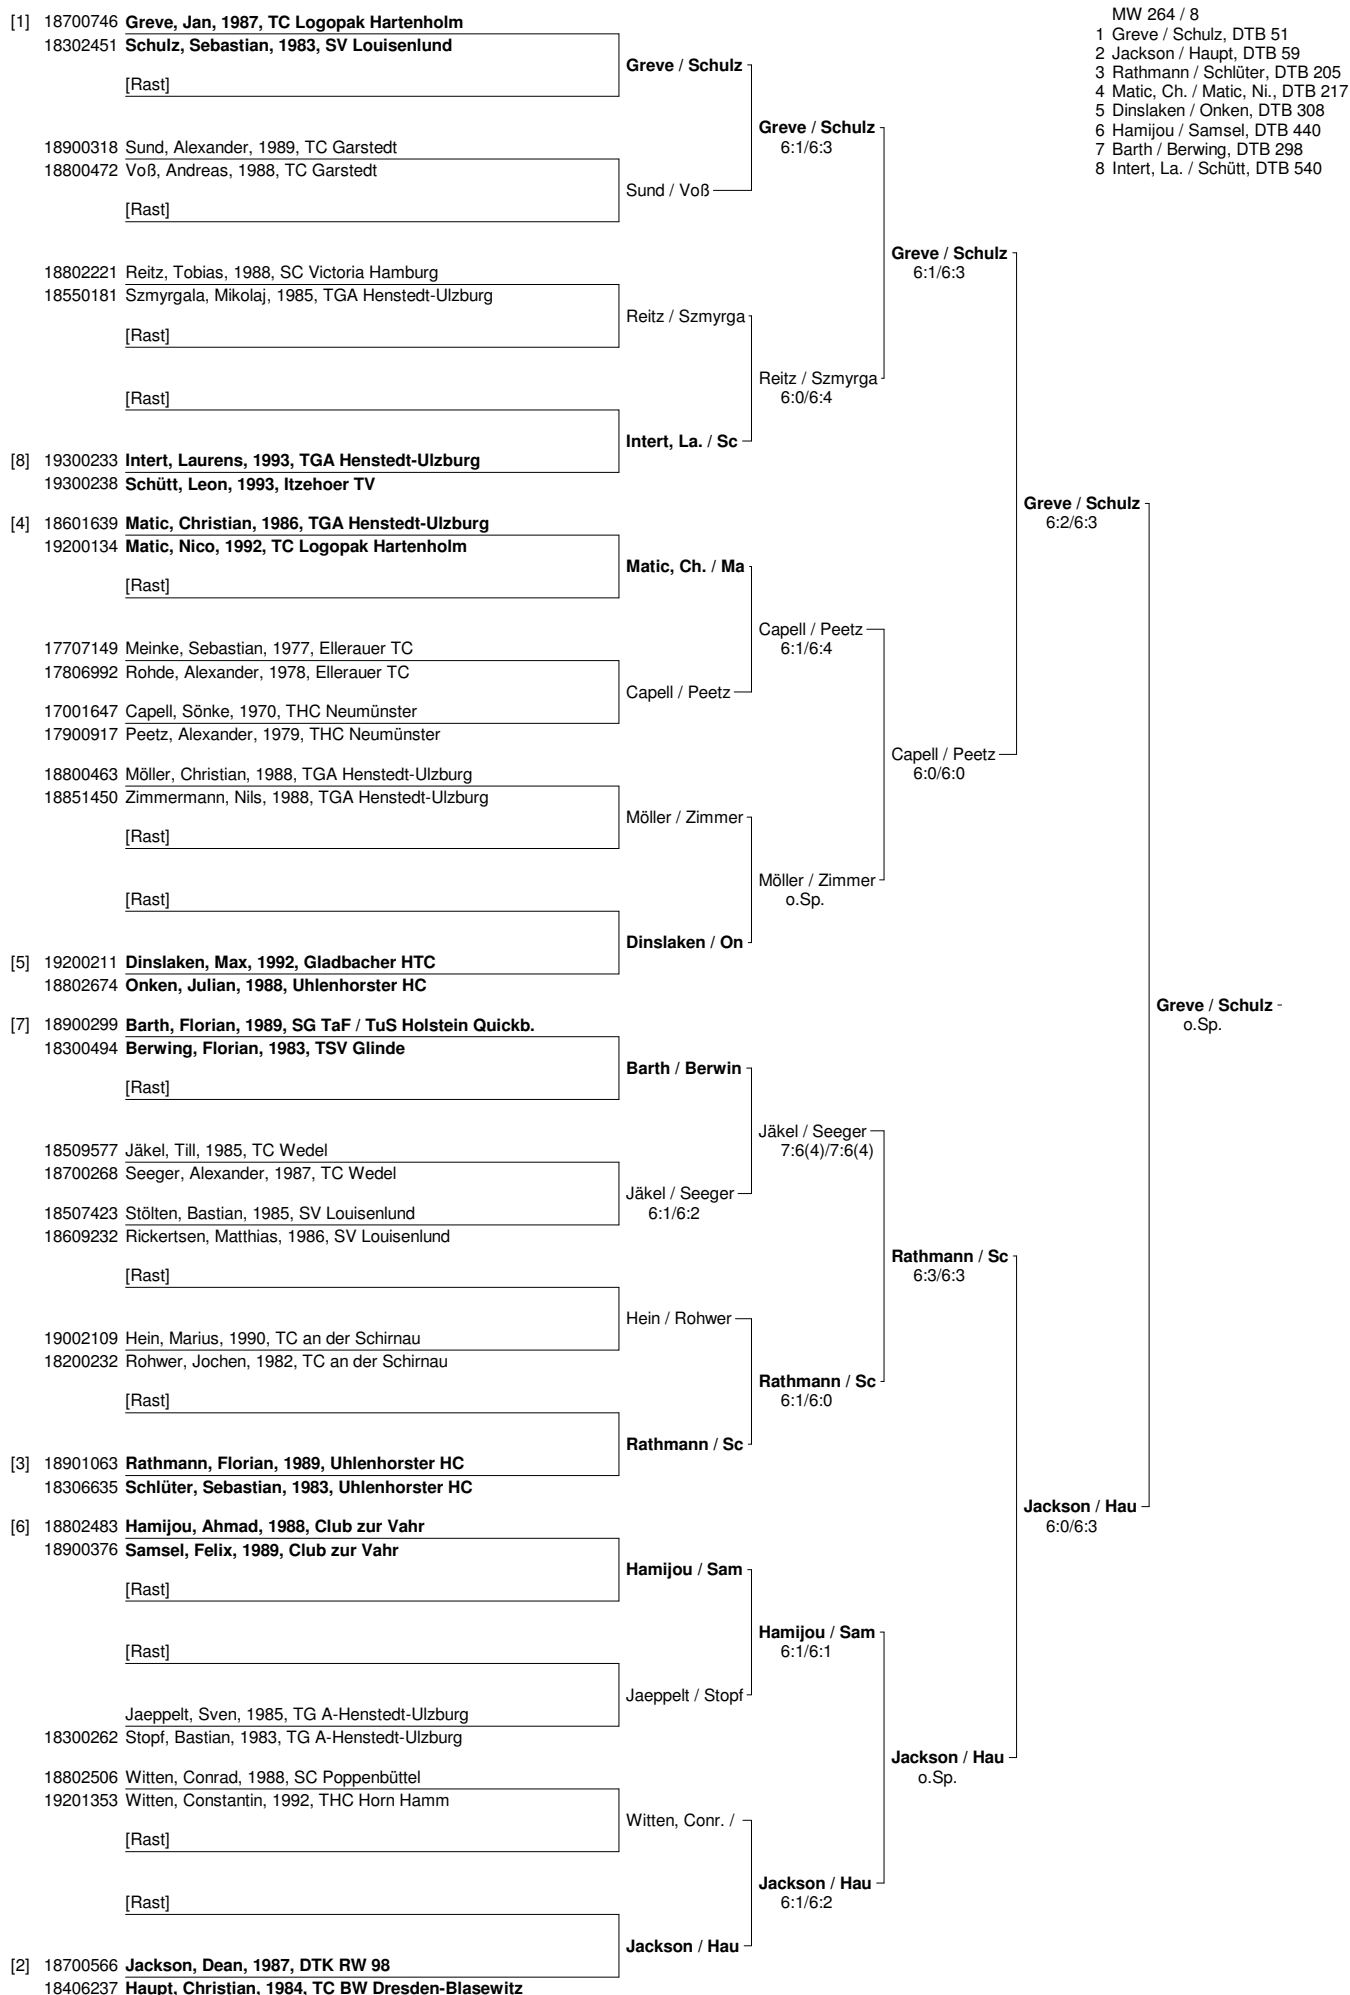 MW 264 / 8
1 Greve / Schulz, DTB 51
2 Jackson / Haupt, DTB 59
3 Rathmann / Schlüter, DTB 205
4 Matic, Ch. / Matic, Ni., DTB 217
5 Dinslaken / Onken, DTB 308
6 Hamijou / Samsel, DTB 440
7 Barth / Berwing, DTB 298
8 Intert, La. / Schütt, DTB 540
[1] 18700746 Greve, Jan, 1987, TC Logopak Hartenholm
18302451 Schulz, Sebastian, 1983, SV Louisenlund
[Rast]
18900318 Sund, Alexander, 1989, TC Garstedt
18800472 Voß, Andreas, 1988, TC Garstedt
[Rast]
18802221 Reitz, Tobias, 1988, SC Victoria Hamburg
18550181 Szmyrgala, Mikolaj, 1985, TGA Henstedt-Ulzburg
[Rast]
[Rast]
[8] 19300233 Intert, Laurens, 1993, TGA Henstedt-Ulzburg
19300238 Schütt, Leon, 1993, Itzehoer TV
[4] 18601639 Matic, Christian, 1986, TGA Henstedt-Ulzburg
19200134 Matic, Nico, 1992, TC Logopak Hartenholm
[Rast]
17707149 Meinke, Sebastian, 1977, Ellerauer TC
17806992 Rohde, Alexander, 1978, Ellerauer TC
17001647 Capell, Sönke, 1970, THC Neumünster
17900917 Peetz, Alexander, 1979, THC Neumünster
18800463 Möller, Christian, 1988, TGA Henstedt-Ulzburg
18851450 Zimmermann, Nils, 1988, TGA Henstedt-Ulzburg
[Rast]
[Rast]
[5] 19200211 Dinslaken, Max, 1992, Gladbacher HTC
18802674 Onken, Julian, 1988, Uhlenhorster HC
[7] 18900299 Barth, Florian, 1989, SG TaF / TuS Holstein Quickb.
18300494 Berwing, Florian, 1983, TSV Glinde
[Rast]
18509577 Jäkel, Till, 1985, TC Wedel
18700268 Seeger, Alexander, 1987, TC Wedel
18507423 Stölten, Bastian, 1985, SV Louisenlund
18609232 Rickertsen, Matthias, 1986, SV Louisenlund
[Rast]
19002109 Hein, Marius, 1990, TC an der Schirnau
18200232 Rohwer, Jochen, 1982, TC an der Schirnau
[Rast]
[3] 18901063 Rathmann, Florian, 1989, Uhlenhorster HC
18306635 Schlüter, Sebastian, 1983, Uhlenhorster HC
[6] 18802483 Hamijou, Ahmad, 1988, Club zur Vahr
18900376 Samsel, Felix, 1989, Club zur Vahr
[Rast]
[Rast]
Jaeppelt, Sven, 1985, TG A-Henstedt-Ulzburg
18300262 Stopf, Bastian, 1983, TG A-Henstedt-Ulzburg
18802506 Witten, Conrad, 1988, SC Poppenbüttel
19201353 Witten, Constantin, 1992, THC Horn Hamm
[Rast]
[Rast]
[2] 18700566 Jackson, Dean, 1987, DTK RW 98
18406237 Haupt, Christian, 1984, TC BW Dresden-Blasewitz
Greve / Schulz
Sund / Voß
Reitz / Szmyrga
Intert, La. / Sc
Matic, Ch. / Ma
Capell / Peetz
Möller / Zimmer
Dinslaken / On
Barth / Berwin
Jäkel / Seeger
6:1/6:2
Hein / Rohwer
Rathmann / Sc
Hamijou / Sam
Jaeppelt / Stopf
Witten, Conr. /
Jackson / Hau
Greve / Schulz
6:1/6:3
Reitz / Szmyrga
6:0/6:4
Capell / Peetz
6:1/6:4
Möller / Zimmer
o.Sp.
Jäkel / Seeger
7:6(4)/7:6(4)
Rathmann / Sc
6:1/6:0
Hamijou / Sam
6:1/6:1
Jackson / Hau
6:1/6:2
Greve / Schulz
6:1/6:3
Capell / Peetz
6:0/6:0
Rathmann / Sc
6:3/6:3
Jackson / Hau
o.Sp.
Greve / Schulz
6:2/6:3
Jackson / Hau
6:0/6:3
Greve / Schulz
o.Sp.